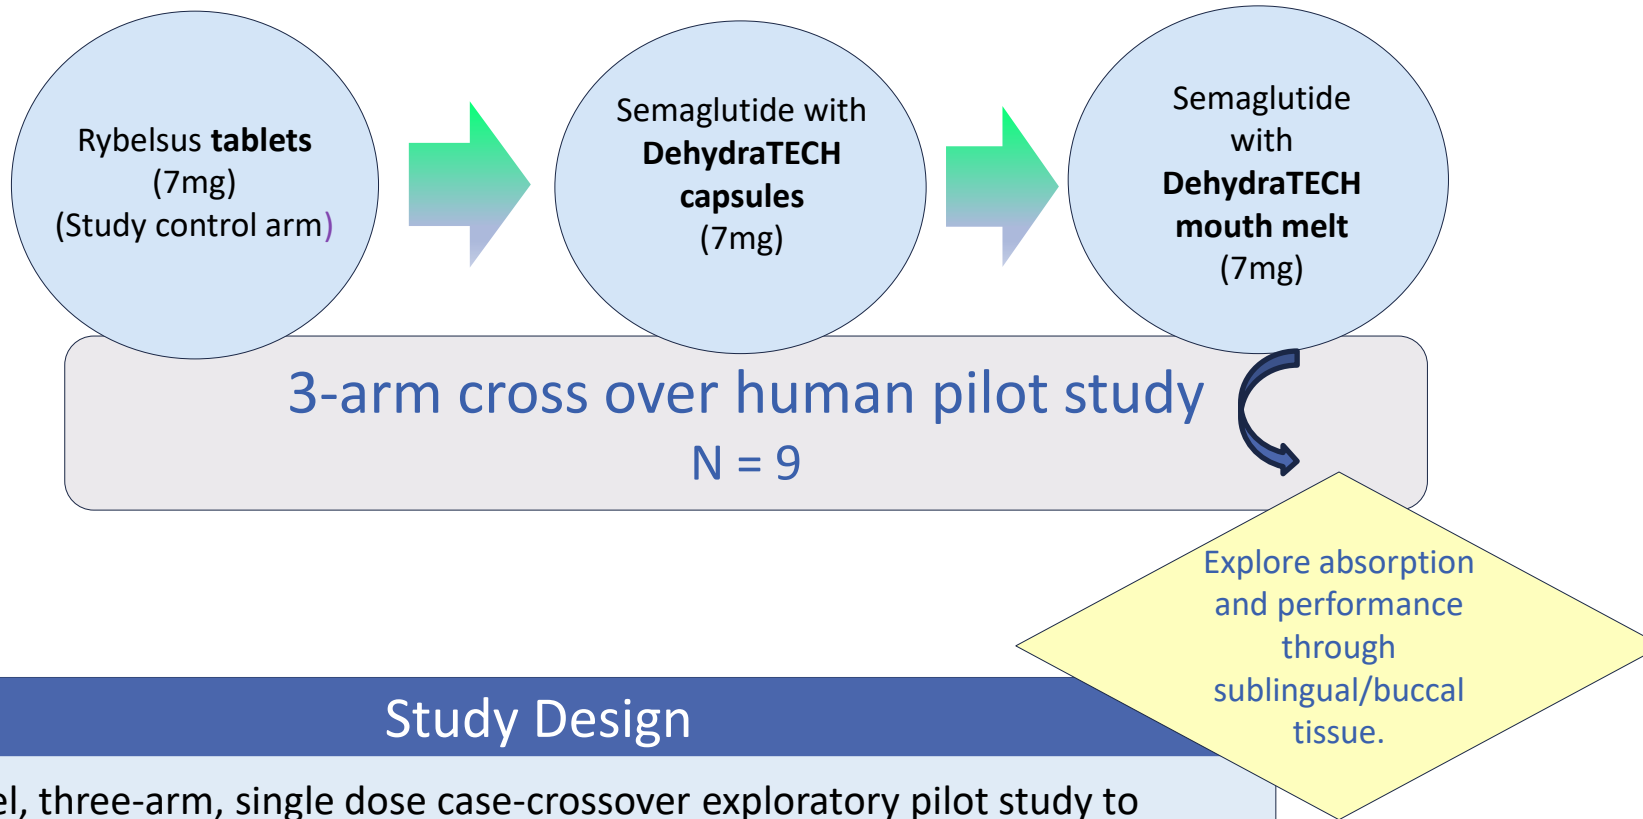 Rybelsus tablets
(7mg)
(Study control arm)
Semaglutide with
DehydraTECH
capsules
(7mg)
Semaglutide
with
DehydraTECH
mouth melt
(7mg)
3-arm cross over human pilot study
N = 9
Explore absorption
and performance
through
sublingual/buccal
tissue.
Study Design
three-arm, single dose case-crossover exploratory pilot study to